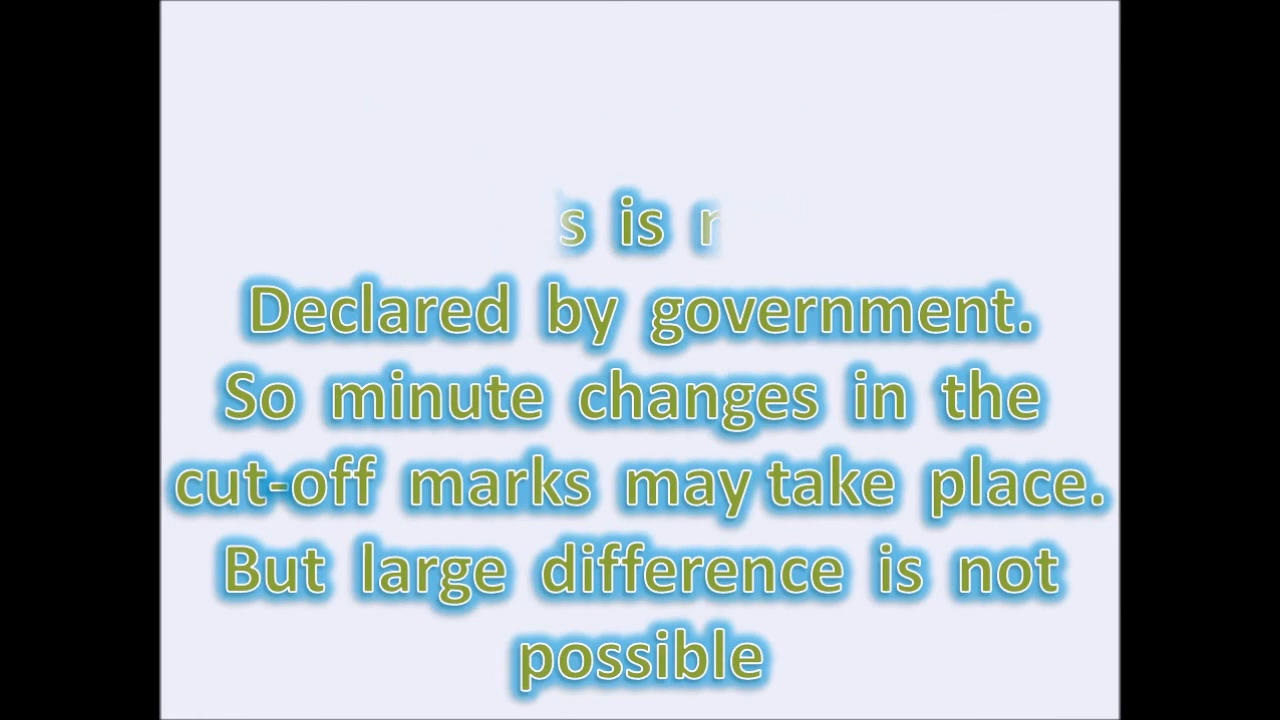 is
Declared by government.
So minute changes in the
cut-off marks may take place.
But large difference is not
possible